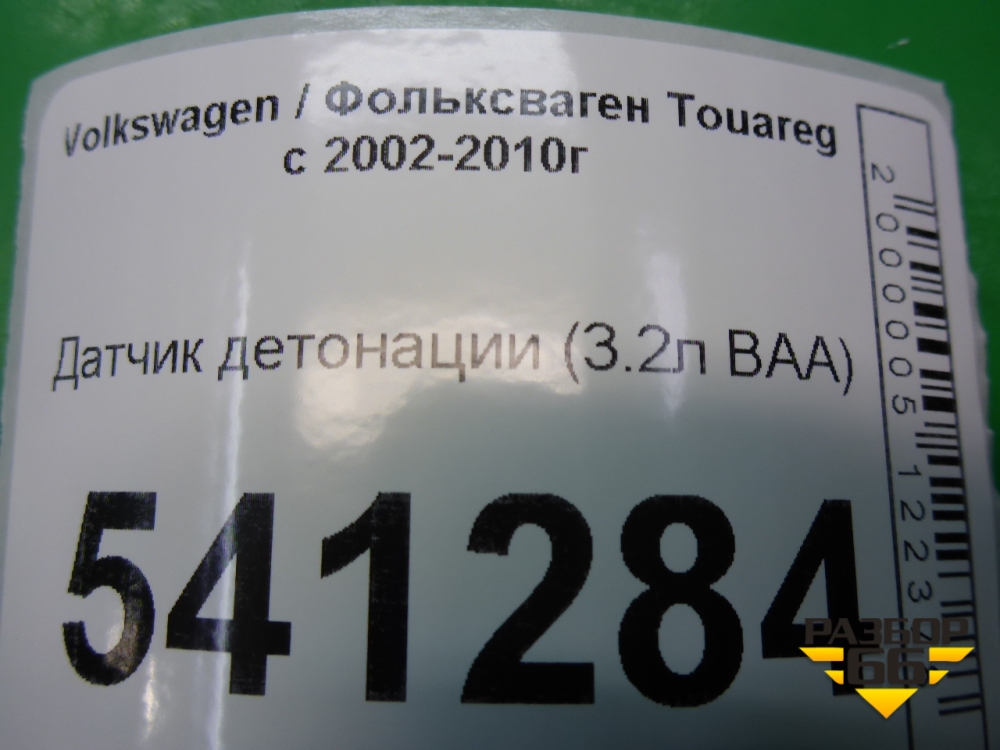 Volkswagen / Фольксваген Touareg
с 2002-2010г
Датчик детонации (3.2л BAA)
541284
2000005 1223
РАЗБОР
66